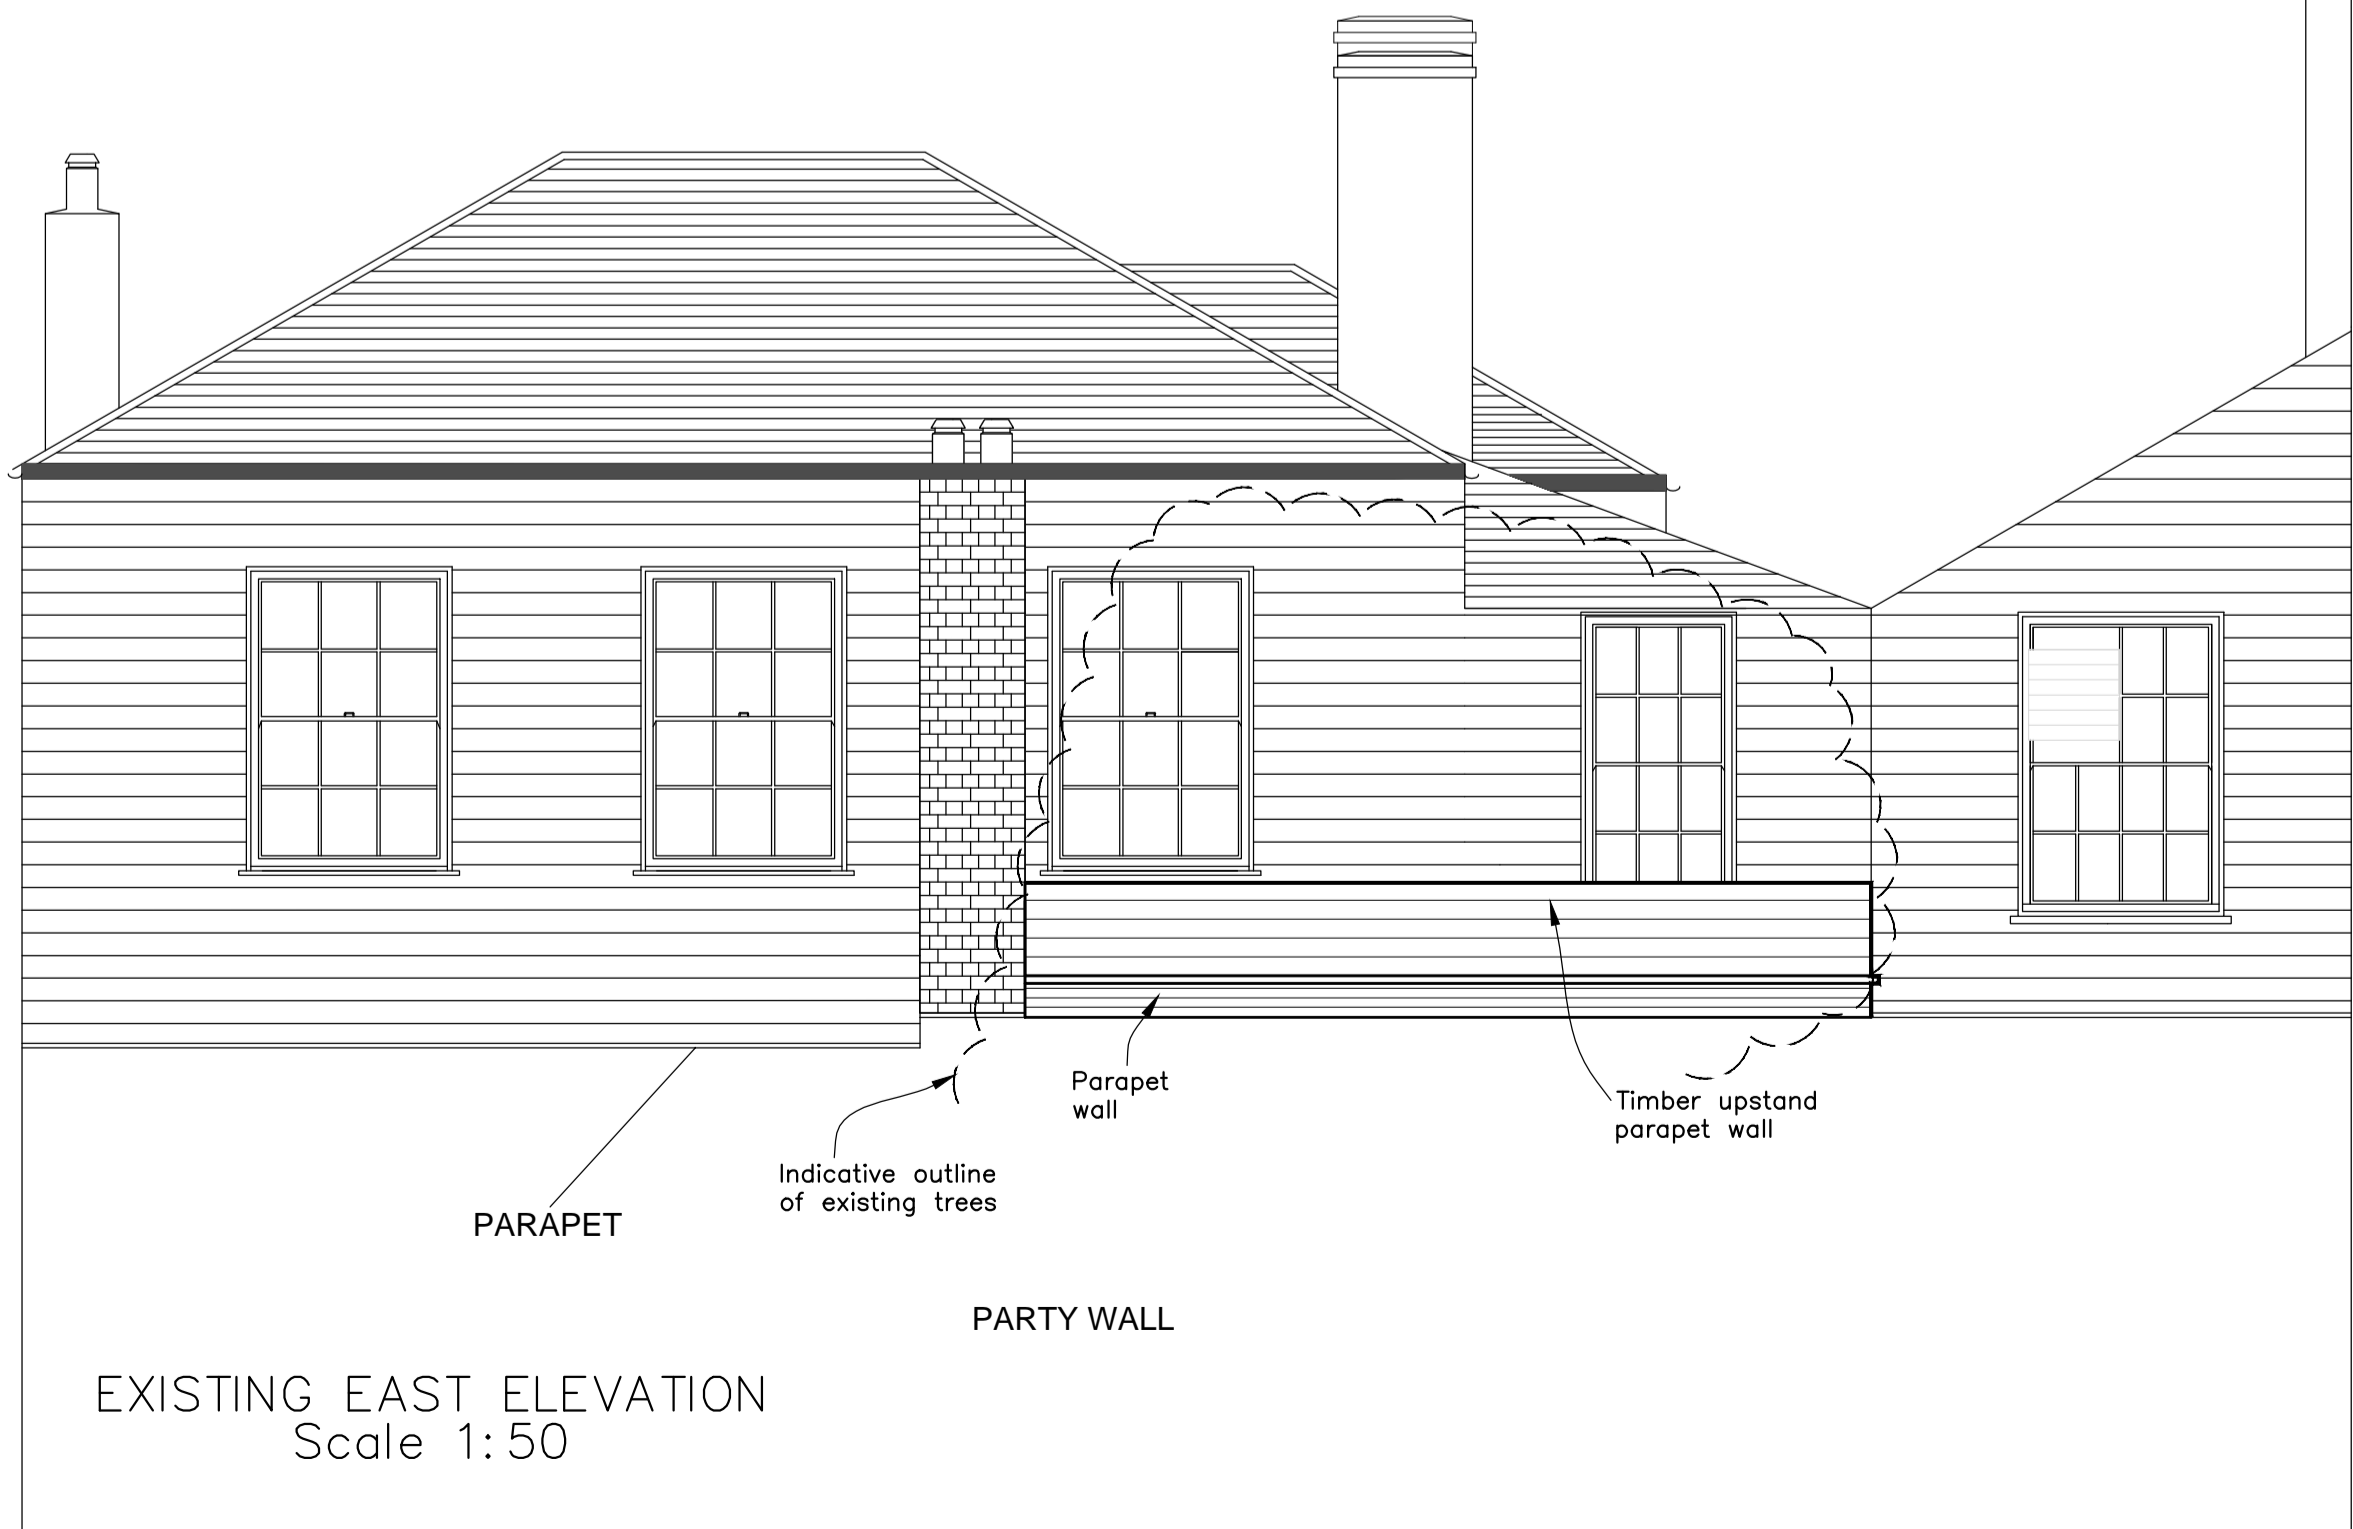 Parapet
wall
Timber upstand
parapet wall
Indicative outline
of existing trees
PARAPET
PARTY WALL
EXISTING EAST ELEVATION
Scale 1:50